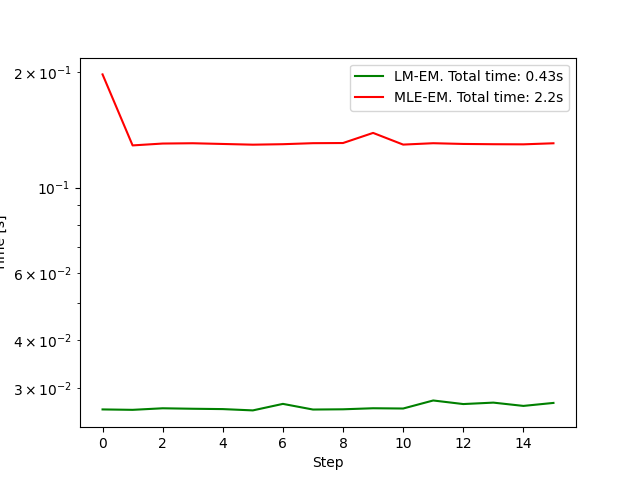 LM-EM. Total time: 0.43s
MLE-EM. Total time: 2.2s
2 × 10⁻¹
10⁻¹
6 × 10⁻²
4 × 10⁻²
3 × 10⁻²
[s]
0 2 4 6 8 10 12 14
Step